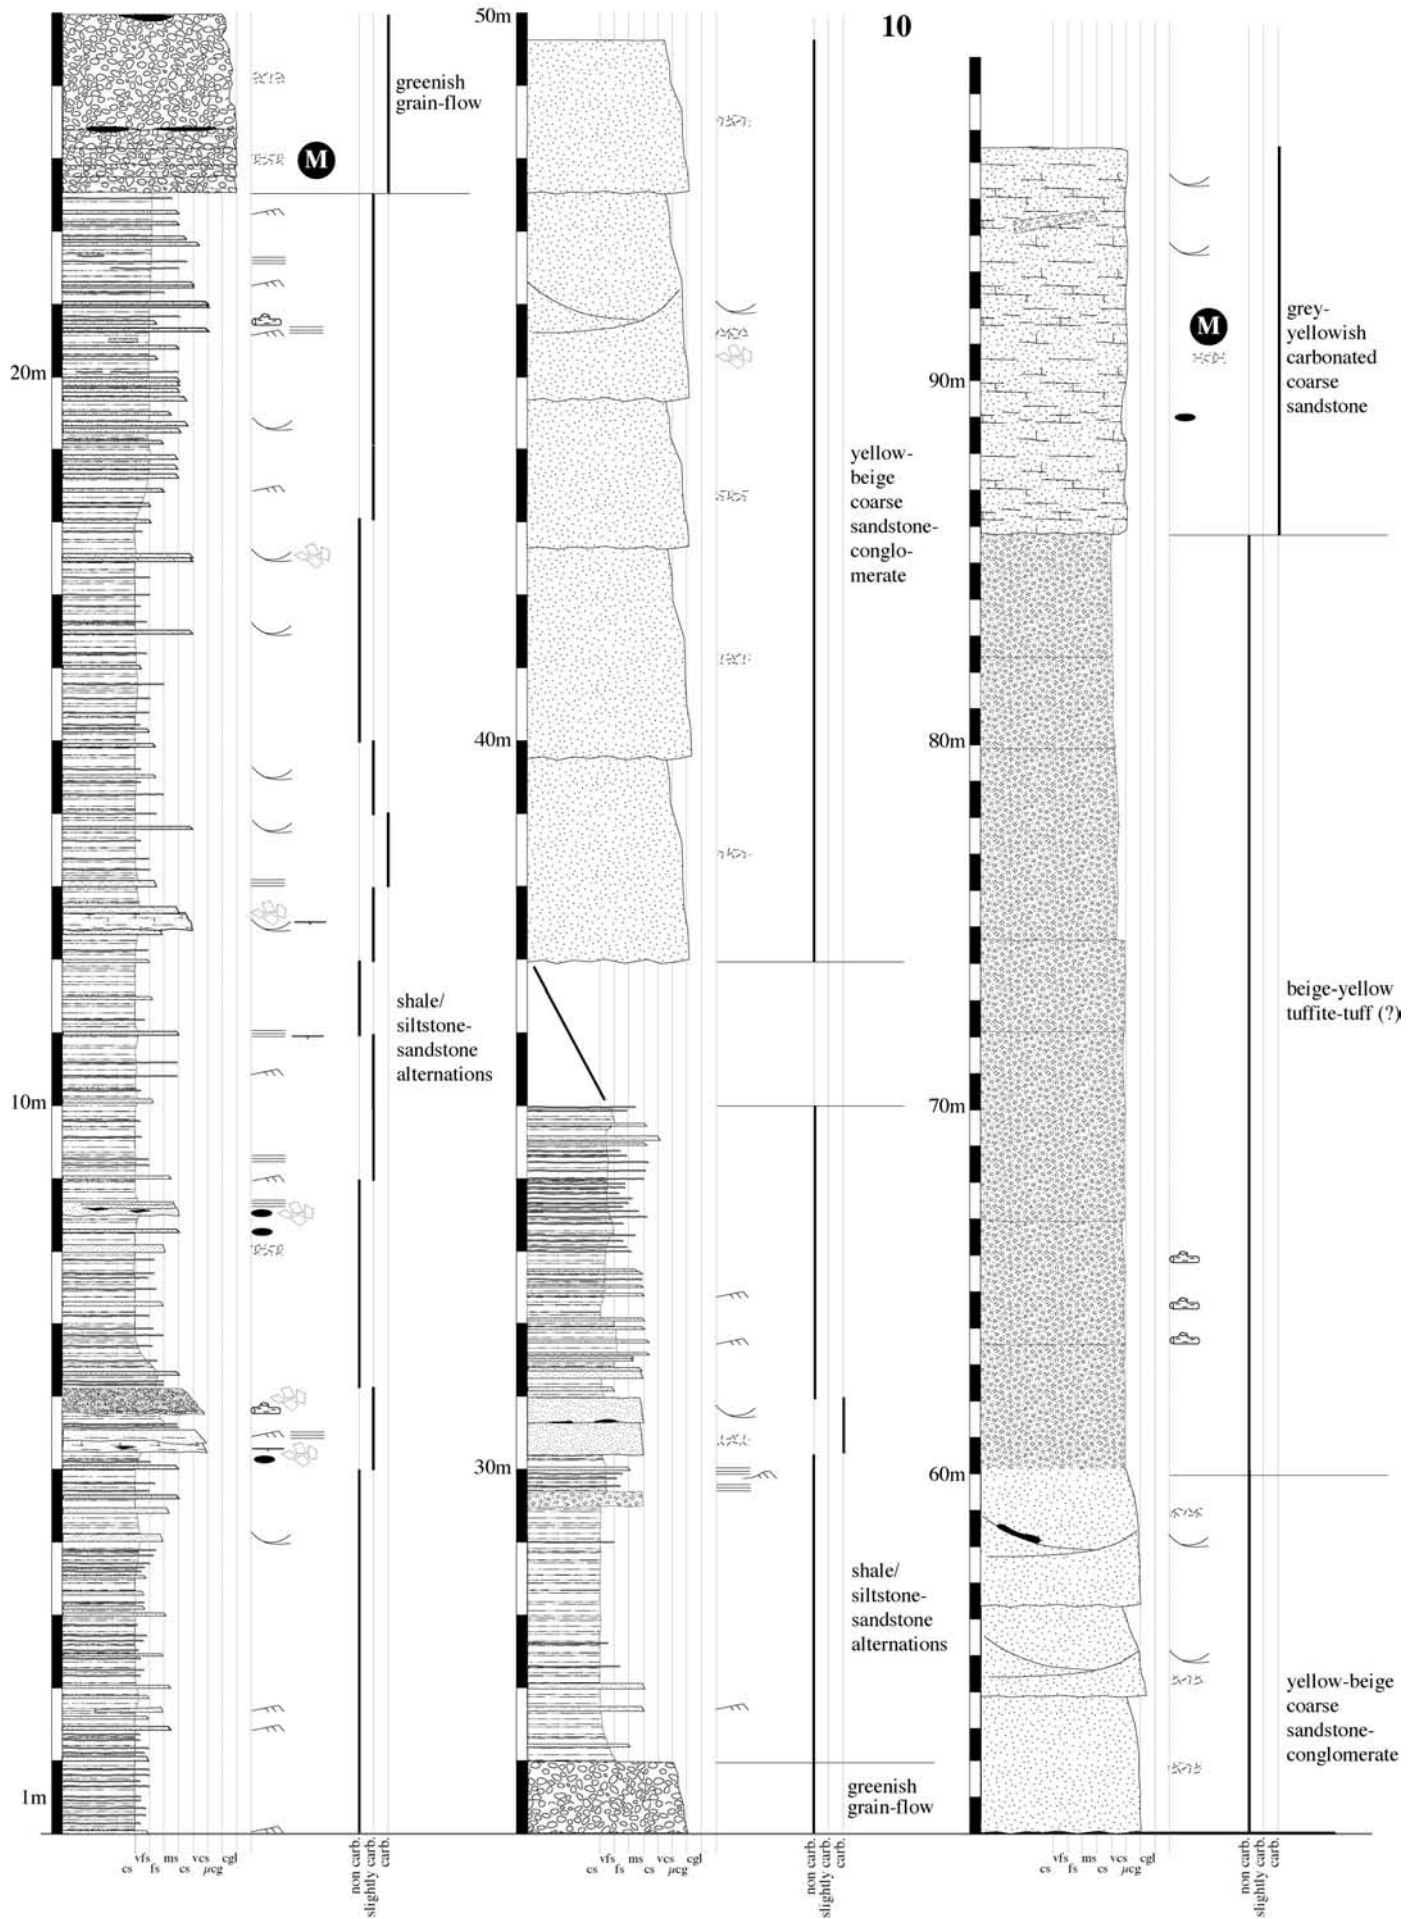 50m
10
greenish
grain-flow
M
20m
shale/
siltstone-
sandstone
alternations
10m
1m
cs vfs fs ms cs vcs μcg cgl
non carb.
slightly carb.
carb.
yellow-
beige
coarse
sandstone-
conglo-
merate
40m
30m
shale/
siltstone-
sandstone
alternations
greenish
grain-flow
cs vfs fs ms cs vcs μcg cgl
non carb.
slightly carb.
carb.
M
grey-
yellowish
carbonated
coarse
sandstone
90m
80m
beige-yellow
tuffite-tuff (?)
70m
60m
yellow-beige
coarse
sandstone-
conglomerate
cs vfs fs ms cs vcs μcg cgl
non carb.
slightly carb.
carb.